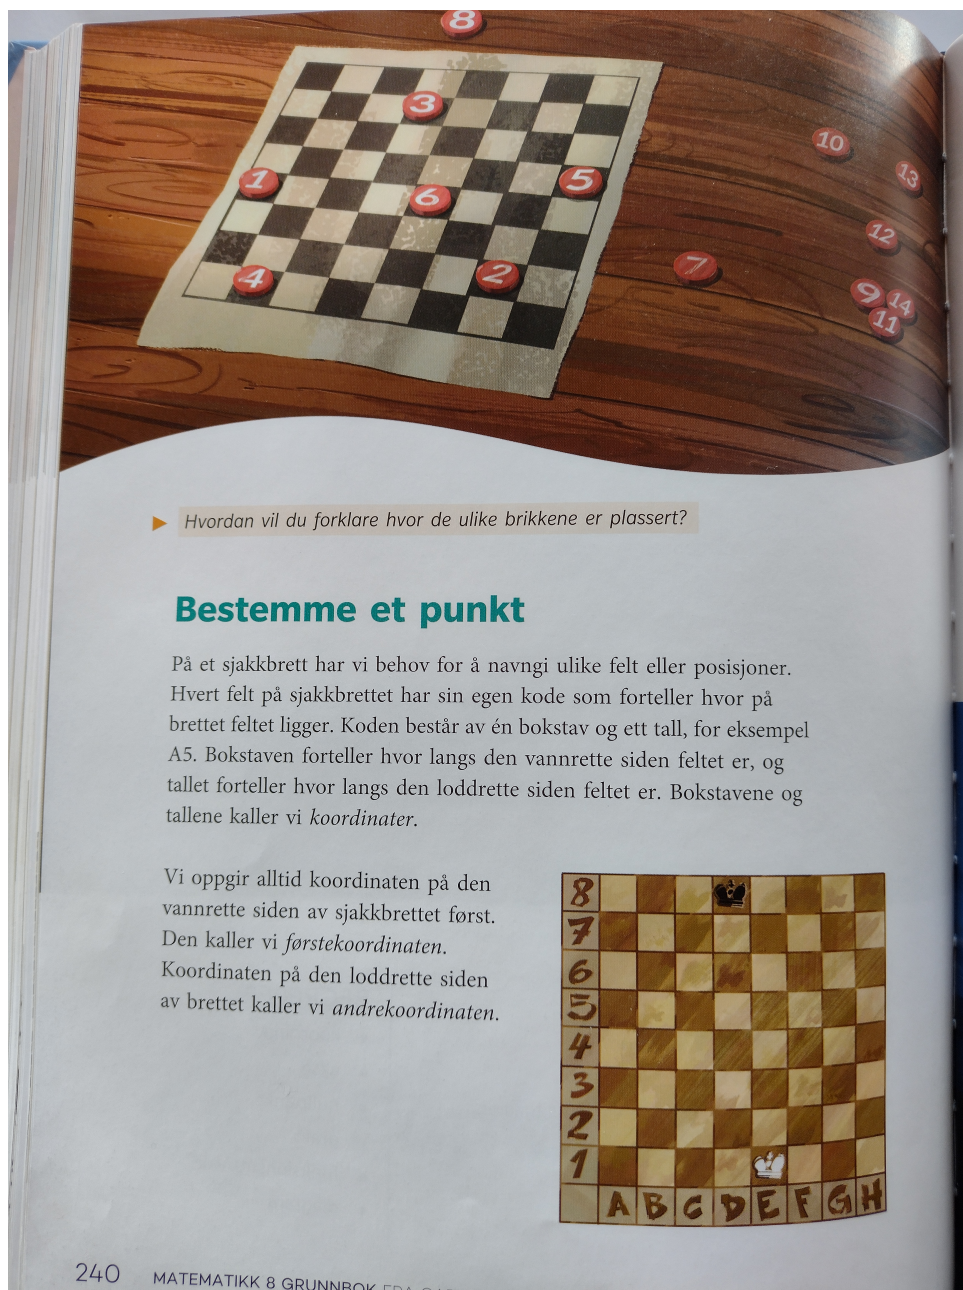 8
3
10
13
1
5
6
12
7
4
2
9
14
11
Hvordan vil du forklare hvor de ulike brikkene er plassert?
Bestemme et punkt
På et sjakkbrett har vi behov for å navngi ulike felt eller posisjoner.
Hvert felt på sjakkbrettet har sin egen kode som forteller hvor på
brettet feltet ligger. Koden består av én bokstav og ett tall, for eksempel
A5. Bokstaven forteller hvor langs den vannrette siden feltet er, og
tallet forteller hvor langs den loddrette siden feltet er. Bokstavene og
tallene kaller vi koordinater.
Vi oppgir alltid koordinaten på den
vannrette siden av sjakkbrettet først.
Den kaller vi førstekoordinaten.
Koordinaten på den loddrette siden
av brettet kaller vi andrekoordinaten.
8
7
6
5
4
3
2
1
A B C D E F G H
240 MATEMATIKK 8 GRUNNBOK